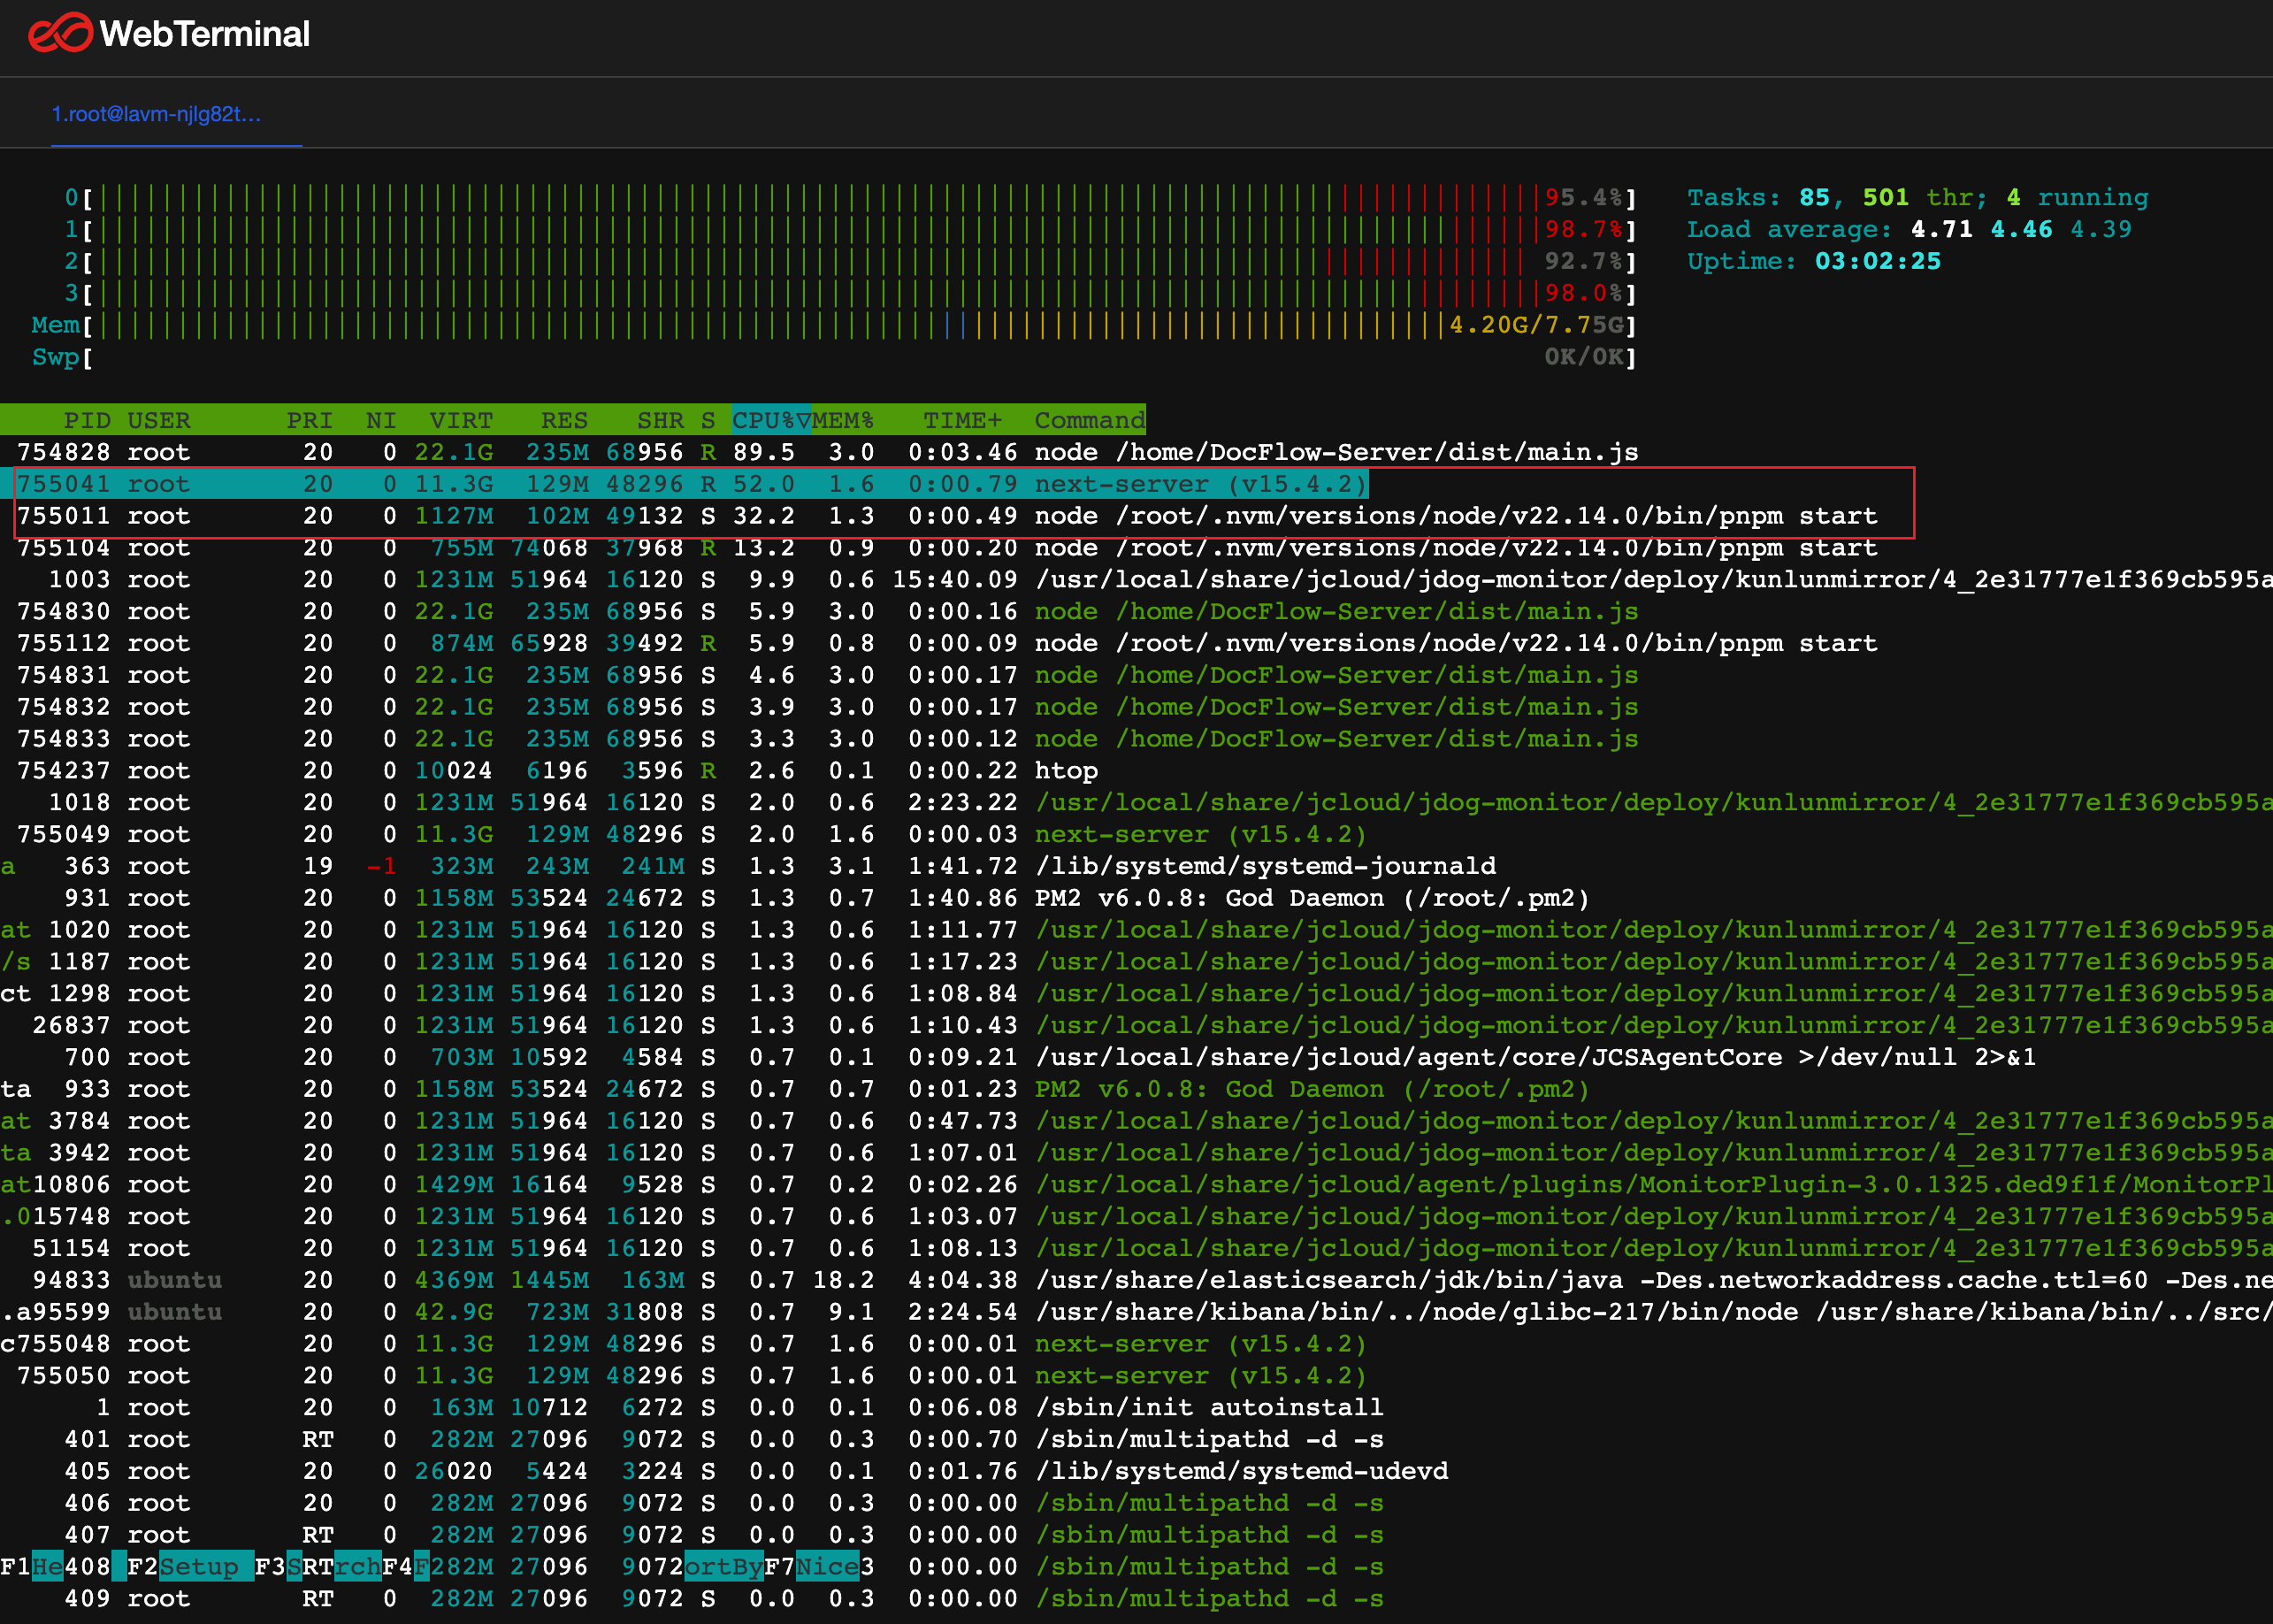 WebTerminal
1.root@lavm-njlg82t...
0[ 95.4%] Tasks: 85, 501 thr; 4 running
1[ 98.7%] Load average: 4.71 4.46 4.39
2[ 92.7%] Uptime: 03:02:25
3[ 98.0%]
Mem[ 4.20G/7.75G]
Swp[ 0K/0K]
PID USER PRI NI VIRT RES SHR S CPU%▽MEM% TIME+ Command
754828 root 20 0 22.1G 235M 68956 R 89.5 3.0 0:03.46 node /home/DocFlow-Server/dist/main.js
755041 root 20 0 11.3G 129M 48296 R 52.0 1.6 0:00.79 next-server (v15.4.2)
755011 root 20 0 1127M 102M 49132 S 32.2 1.3 0:00.49 node /root/.nvm/versions/node/v22.14.0/bin/pnpm start
755104 root 20 0 755M 74068 37968 R 13.2 0.9 0:00.20 node /root/.nvm/versions/node/v22.14.0/bin/pnpm start
1003 root 20 0 1231M 51964 16120 S 9.9 0.6 15:40.09 /usr/local/share/jcloud/jdog-monitor/deploy/kunlunmirror/4_2e31777e1f369cb595a
754830 root 20 0 22.1G 235M 68956 S 5.9 3.0 0:00.16 node /home/DocFlow-Server/dist/main.js
755112 root 20 0 874M 65928 39492 R 5.9 0.8 0:00.09 node /root/.nvm/versions/node/v22.14.0/bin/pnpm start
754831 root 20 0 22.1G 235M 68956 S 4.6 3.0 0:00.17 node /home/DocFlow-Server/dist/main.js
754832 root 20 0 22.1G 235M 68956 S 3.9 3.0 0:00.17 node /home/DocFlow-Server/dist/main.js
754833 root 20 0 22.1G 235M 68956 S 3.3 3.0 0:00.12 node /home/DocFlow-Server/dist/main.js
754237 root 20 0 10024 6196 3596 R 2.6 0.1 0:00.22 htop
1018 root 20 0 1231M 51964 16120 S 2.0 0.6 2:23.22 /usr/local/share/jcloud/jdog-monitor/deploy/kunlunmirror/4_2e31777e1f369cb595a
755049 root 20 0 11.3G 129M 48296 S 2.0 1.6 0:00.03 next-server (v15.4.2)
a 363 root 19 -1 323M 243M 241M S 1.3 3.1 1:41.72 /lib/systemd/systemd-journald
931 root 20 0 1158M 53524 24672 S 1.3 0.7 1:40.86 PM2 v6.0.8: God Daemon (/root/.pm2)
at 1020 root 20 0 1231M 51964 16120 S 1.3 0.6 1:11.77 /usr/local/share/jcloud/jdog-monitor/deploy/kunlunmirror/4_2e31777e1f369cb595a
/s 1187 root 20 0 1231M 51964 16120 S 1.3 0.6 1:17.23 /usr/local/share/jcloud/jdog-monitor/deploy/kunlunmirror/4_2e31777e1f369cb595a
ct 1298 root 20 0 1231M 51964 16120 S 1.3 0.6 1:08.84 /usr/local/share/jcloud/jdog-monitor/deploy/kunlunmirror/4_2e31777e1f369cb595a
26837 root 20 0 1231M 51964 16120 S 1.3 0.6 1:10.43 /usr/local/share/jcloud/jdog-monitor/deploy/kunlunmirror/4_2e31777e1f369cb595a
700 root 20 0 703M 10592 4584 S 0.7 0.1 0:09.21 /usr/local/share/jcloud/agent/core/JCSAgentCore >/dev/null 2>&1
ta 933 root 20 0 1158M 53524 24672 S 0.7 0.7 0:01.23 PM2 v6.0.8: God Daemon (/root/.pm2)
at 3784 root 20 0 1231M 51964 16120 S 0.7 0.6 0:47.73 /usr/local/share/jcloud/jdog-monitor/deploy/kunlunmirror/4_2e31777e1f369cb595a
ta 3942 root 20 0 1231M 51964 16120 S 0.7 0.6 1:07.01 /usr/local/share/jcloud/jdog-monitor/deploy/kunlunmirror/4_2e31777e1f369cb595a
at10806 root 20 0 1429M 16164 9528 S 0.7 0.2 0:02.26 /usr/local/share/jcloud/agent/plugins/MonitorPlugin-3.0.1325.ded9f1f/MonitorPl
.015748 root 20 0 1231M 51964 16120 S 0.7 0.6 1:03.07 /usr/local/share/jcloud/jdog-monitor/deploy/kunlunmirror/4_2e31777e1f369cb595a
51154 root 20 0 1231M 51964 16120 S 0.7 0.6 1:08.13 /usr/local/share/jcloud/jdog-monitor/deploy/kunlunmirror/4_2e31777e1f369cb595a
94833 ubuntu 20 0 4369M 1445M 163M S 0.7 18.2 4:04.38 /usr/share/elasticsearch/jdk/bin/java -Des.networkaddress.cache.ttl=60 -Des.ne
.a95599 ubuntu 20 0 42.9G 723M 31808 S 0.7 9.1 2:24.54 /usr/share/kibana/bin/../node/glibc-217/bin/node /usr/share/kibana/bin/../src/
c755048 root 20 0 11.3G 129M 48296 S 0.7 1.6 0:00.01 next-server (v15.4.2)
755050 root 20 0 11.3G 129M 48296 S 0.7 1.6 0:00.01 next-server (v15.4.2)
1 root 20 0 163M 10712 6272 S 0.0 0.1 0:06.08 /sbin/init autoinstall
401 root RT 0 282M 27096 9072 S 0.0 0.3 0:00.70 /sbin/multipathd -d -s
405 root 20 0 26020 5424 3224 S 0.0 0.1 0:01.76 /lib/systemd/systemd-udevd
406 root 20 0 282M 27096 9072 S 0.0 0.3 0:00.00 /sbin/multipathd -d -s
407 root RT 0 282M 27096 9072 S 0.0 0.3 0:00.00 /sbin/multipathd -d -s
F1He408 F2Setup F3SRTrchF4F282M 27096 9072ortByF7Nice3 0:00.00 /sbin/multipathd -d -s
409 root RT 0 282M 27096 9072 S 0.0 0.3 0:00.00 /sbin/multipathd -d -s